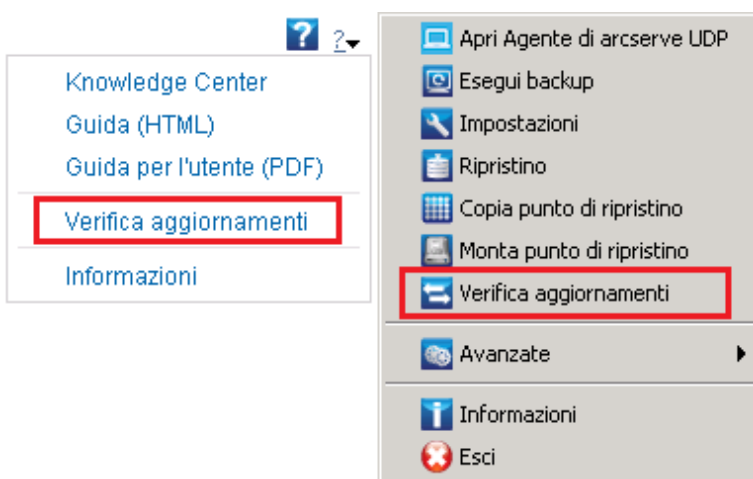 ?
Knowledge Center
Guida (HTML)
Guida per l'utente (PDF)
Verifica aggiornamenti
Informazioni
Apri Agente di arcserve UDP
Esegui backup
Impostazioni
Ripristino
Copia punto di ripristino
Monta punto di ripristino
Verifica aggiornamenti
Avanzate
Informazioni
Esci